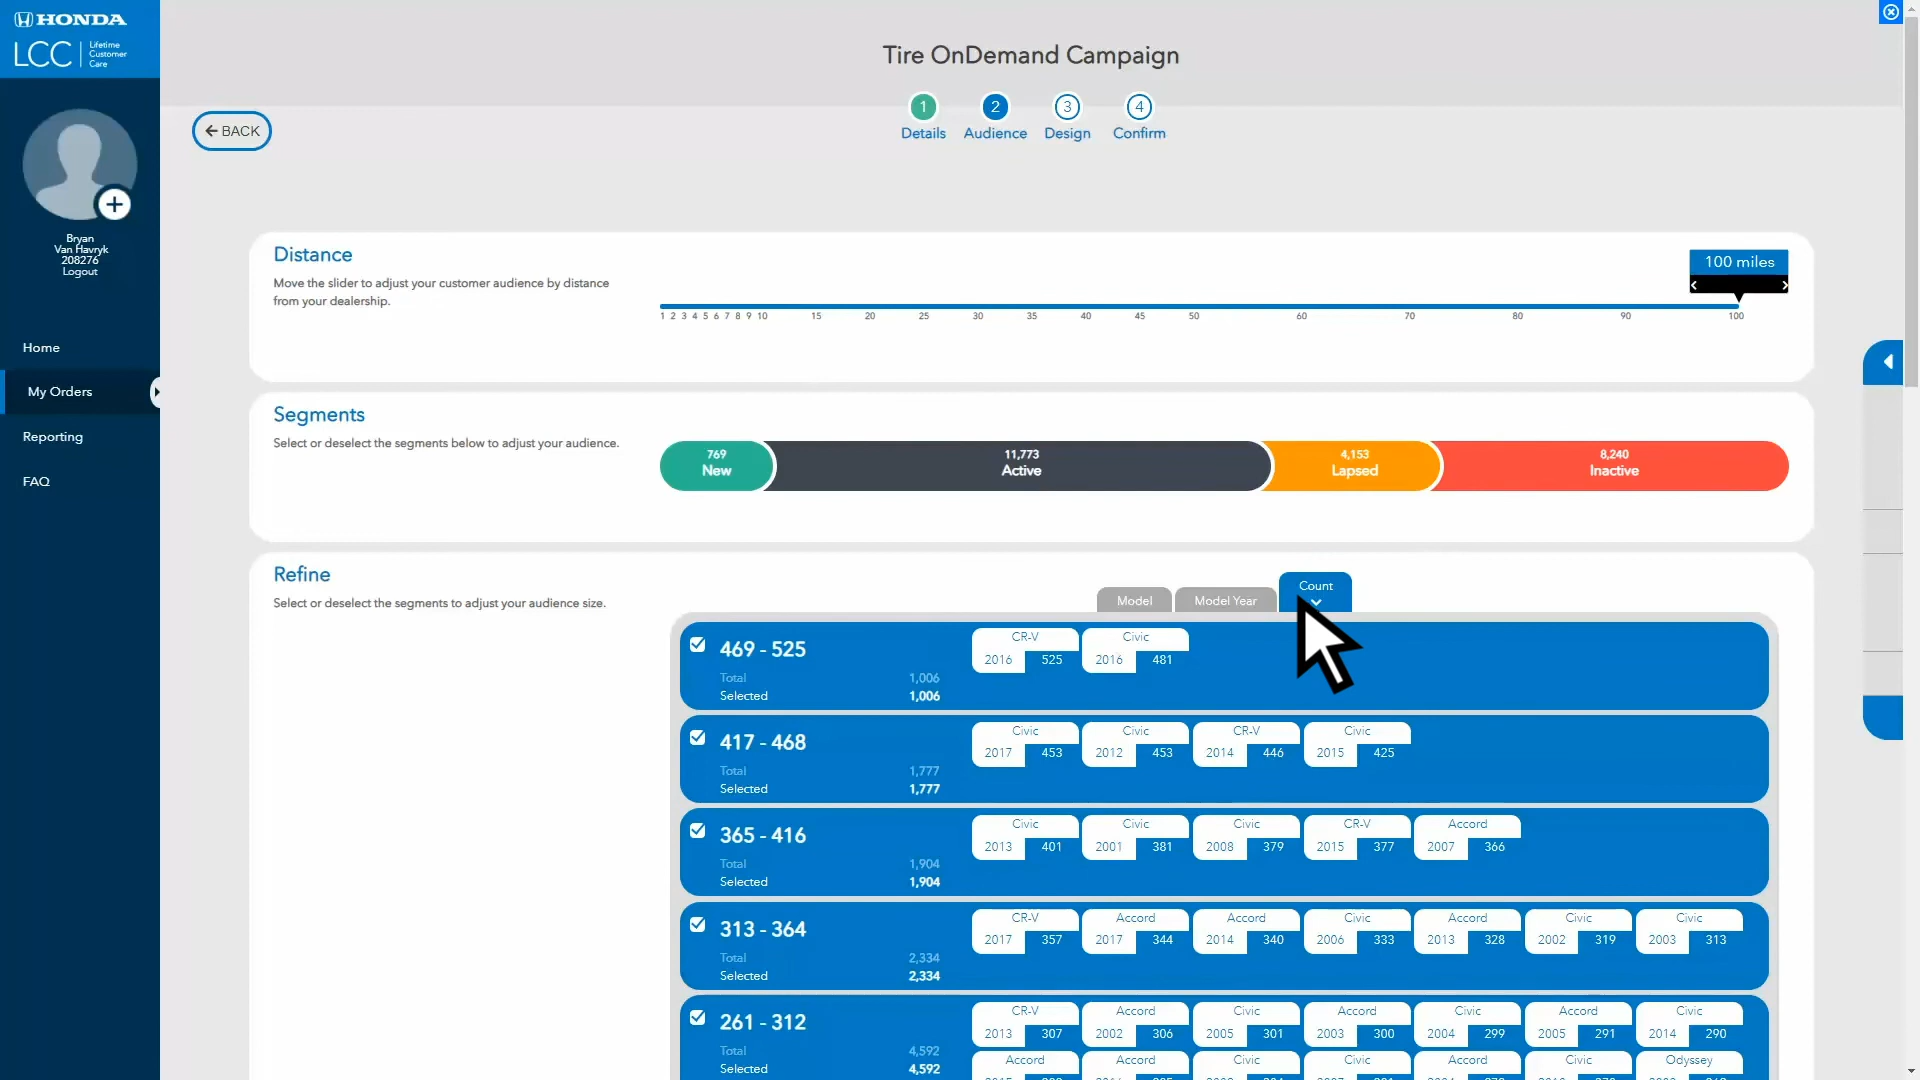 HONDA
LCC Lifetime Customer Care
Bryan
Van Havryk
208276
Logout
Home
My Orders
Reporting
FAQ
Tire OnDemand Campaign
BACK
1 2 3 4
Details Audience Design Confirm
Distance
Move the slider to adjust your customer audience by distance
from your dealership.
100 miles
1 2 3 4 5 6 7 8 9 10 15 20 25 30 35 40 45 50 60 70 80 90 100
Segments
Select or deselect the segments below to adjust your audience.
769 11,773 4,153 8,240
New Active Lapsed Inactive
Refine
Select or deselect the segments to adjust your audience size.
Model Model Year Count
469 - 525
Total 1,006
Selected 1,006
CR-V Civic
2016 525 2016 481
417 - 468
Total 1,777
Selected 1,777
Civic Civic CR-V Civic
2017 453 2012 453 2014 446 2015 425
365 - 416
Total 1,904
Selected 1,904
Civic Civic Civic CR-V Accord
2013 401 2001 381 2008 379 2015 377 2007 366
313 - 364
Total 2,334
Selected 2,334
CR-V Accord Accord Civic Accord Civic Civic
2017 357 2017 344 2014 340 2006 333 2013 328 2002 319 2003 313
261 - 312
Total 4,592
Selected 4,592
CR-V Accord Civic Accord Civic Accord Civic
2013 307 2002 306 2005 301 2003 300 2004 299 2005 291 2014 290
Accord Accord Civic Civic Accord Civic Odyssey